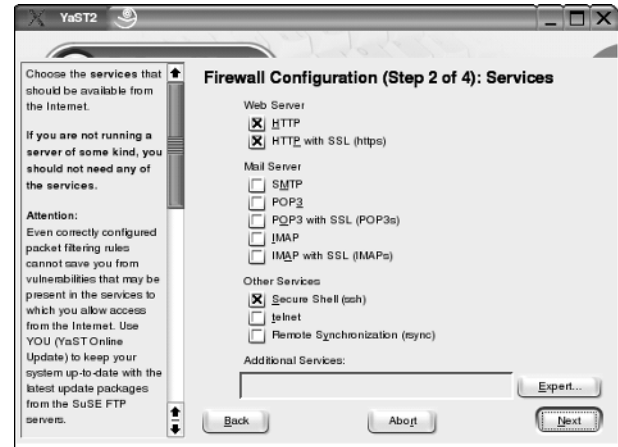 YaST2
Choose the services that
should be available from
the Internet.
If you are not running a
server of some kind, you
should not need any of
the services.
Attention:
Even correctly configured
packet filtering rules
cannot save you from
vulnerabilities that may be
present in the services to
which you allow access
from the Internet. Use
YOU (YaST Online
Update) to keep your
system up-to-date with the
latest update packages
from the SuSE FTP
servers.
Firewall Configuration (Step 2 of 4): Services
Web Server
HTTP
HTTP with SSL (https)
Mail Server
SMTP
POP3
POP3 with SSL (POP3s)
IMAP
IMAP with SSL (IMAPs)
Other Services
Secure Shell (ssh)
telnet
Remote Synchronization (rsync)
Additional Services:
Expert...
Back
Abort
Next